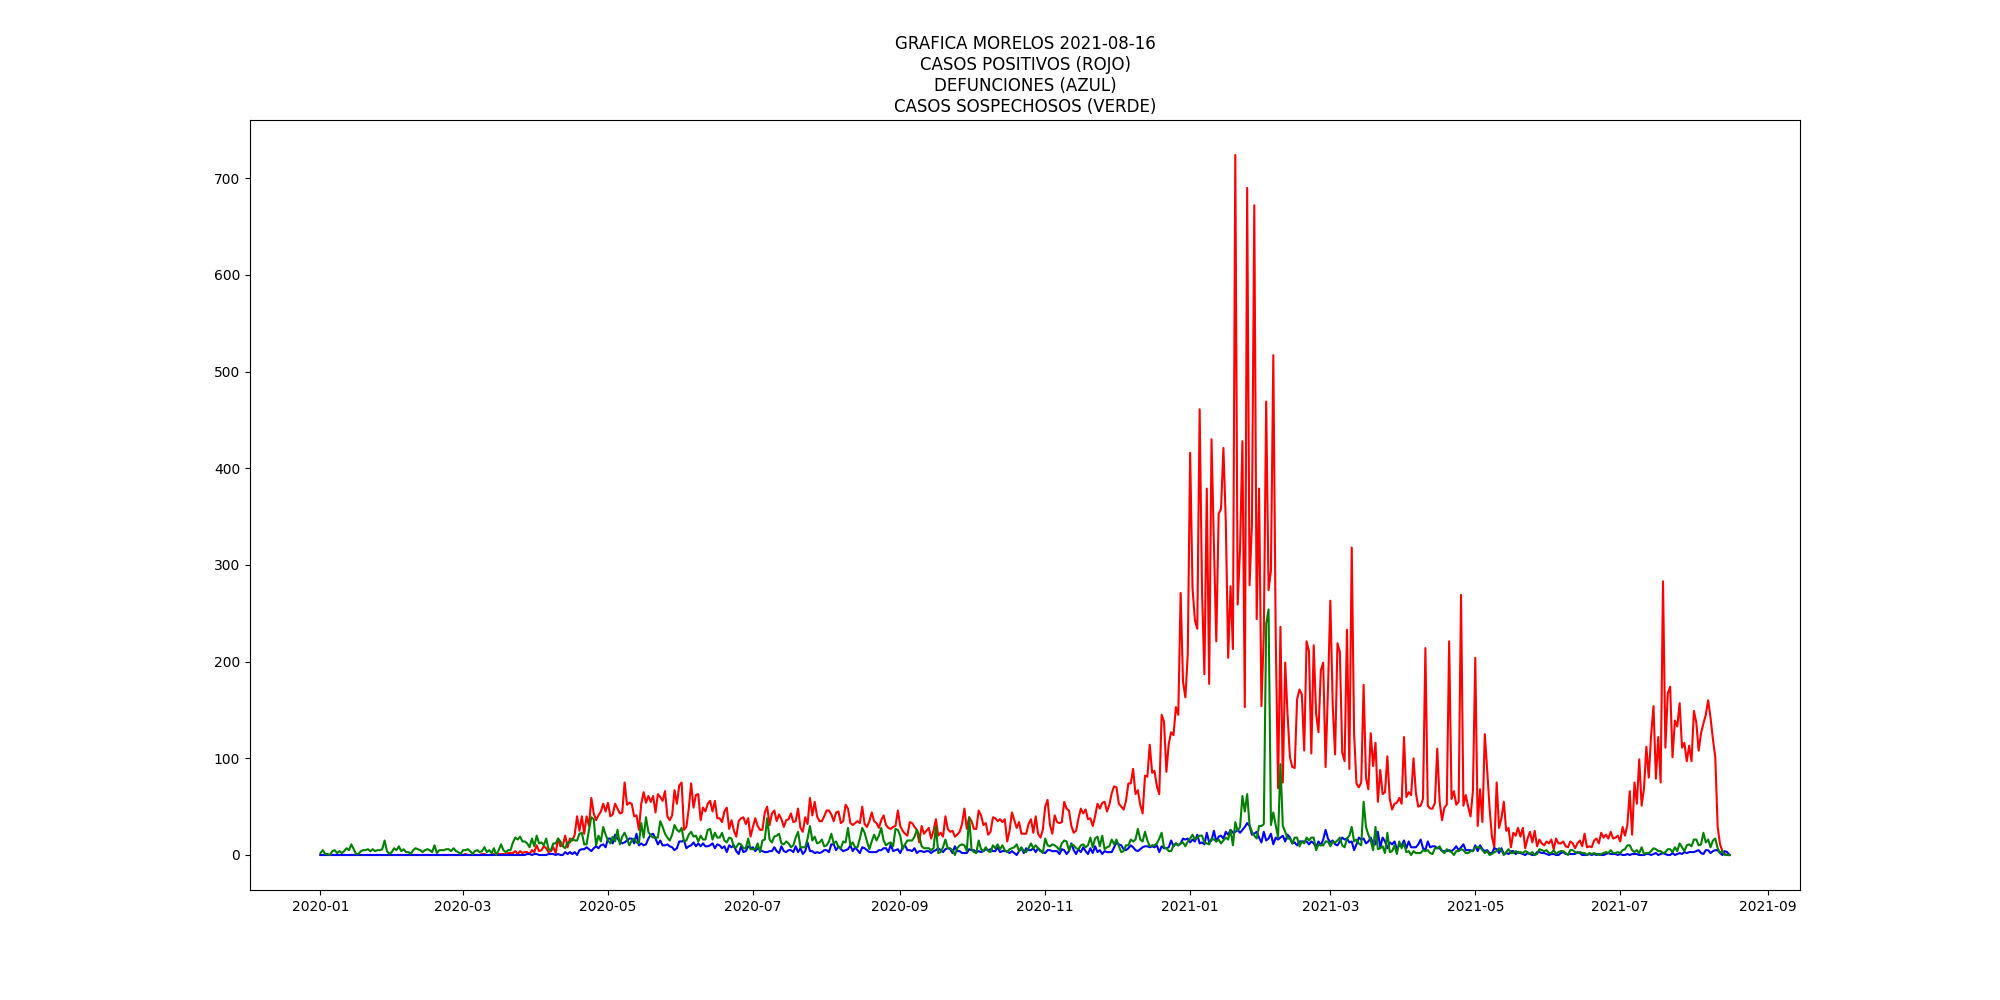 GRAFICA MORELOS 2021-08-16
CASOS POSITIVOS (ROJO)
DEFUNCIONES (AZUL)
CASOS SOSPECHOSOS (VERDE)
700
600
500
400
300
200
100
0
2020-01 2020-03 2020-05 2020-07 2020-09 2020-11 2021-01 2021-03 2021-05 2021-07 2021-09